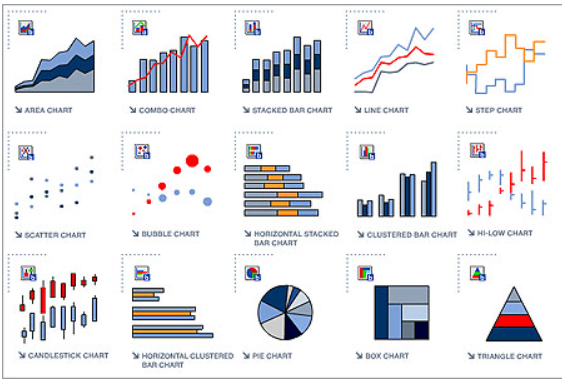 AREA CHART
COMBO CHART
STACKED BAR CHART
LINE CHART
STEP CHART
SCATTER CHART
BUBBLE CHART
HORIZONTAL STACKED
BAR CHART
CLUSTERED BAR CHART
HI-LOW CHART
CANDLESTICK CHART
HORIZONTAL CLUSTERED
BAR CHART
PIE CHART
BOX CHART
TRIANGLE CHART